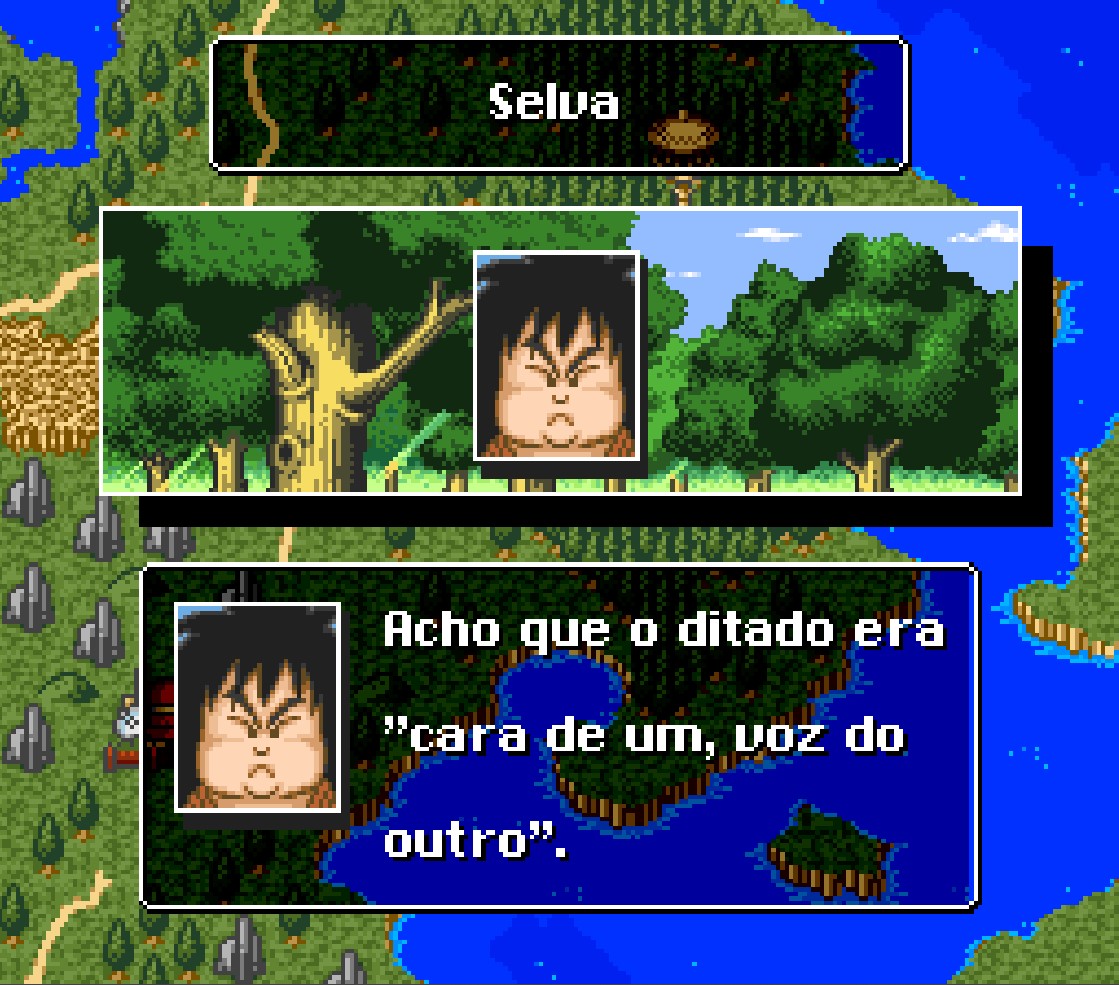 Selva
Acho que o ditado era
"cara de um, voz do
outro".